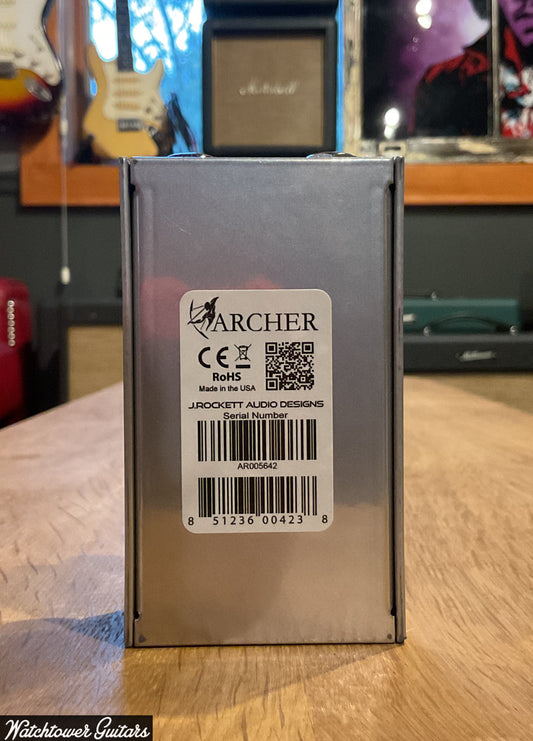 Marshall
ARCHER
CE
RoHS
Made in the USA
J.ROCKETT AUDIO DESIGNS
Serial Number
AR005642
8 51236 00423 8
Watchtower Guitars